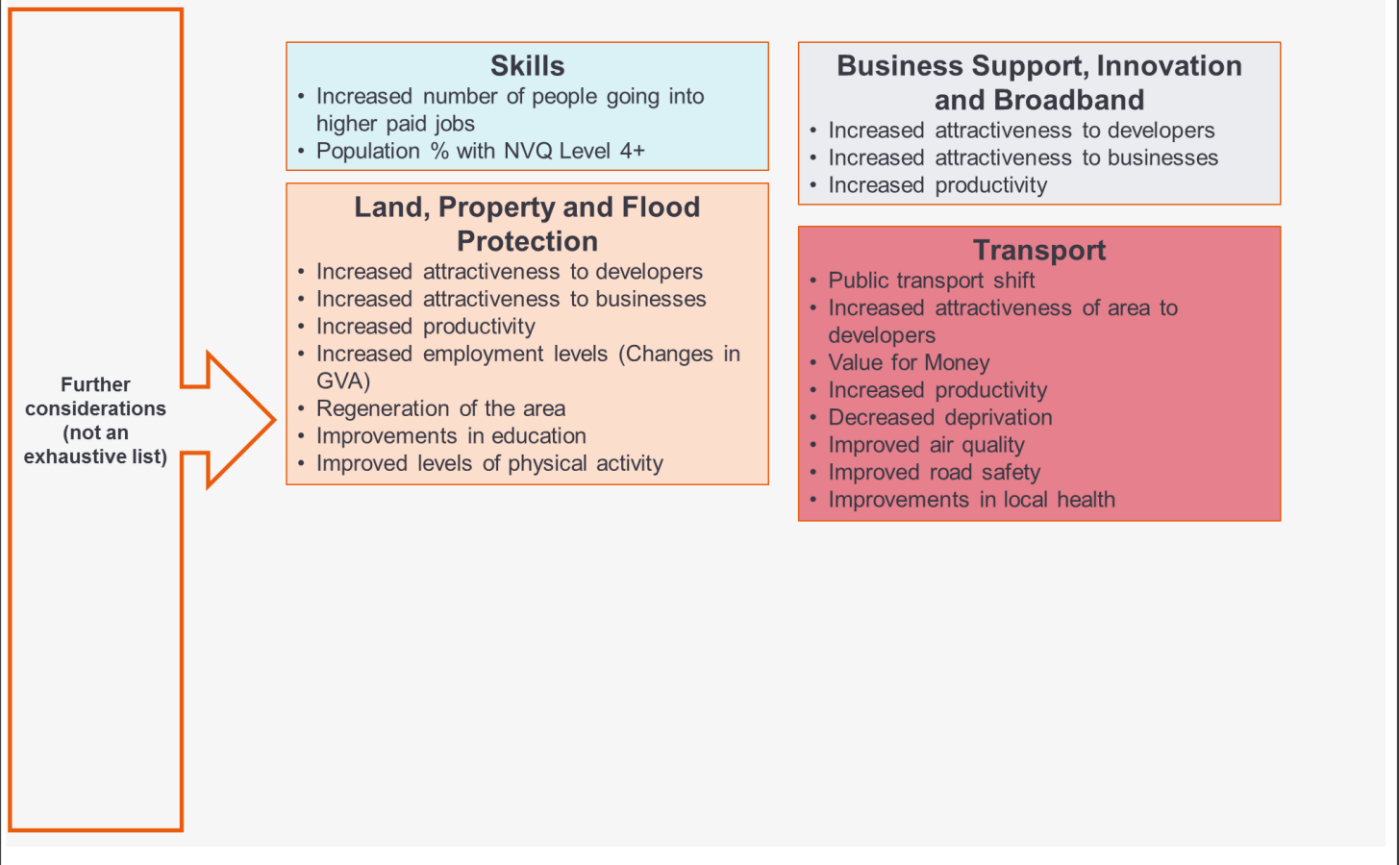 Further
considerations
(not an
exhaustive list)
Skills
• Increased number of people going into
higher paid jobs
• Population % with NVQ Level 4+
Land, Property and Flood
Protection
• Increased attractiveness to developers
• Increased attractiveness to businesses
• Increased productivity
• Increased employment levels (Changes in
GVA)
• Regeneration of the area
• Improvements in education
• Improved levels of physical activity
Business Support, Innovation
and Broadband
• Increased attractiveness to developers
• Increased attractiveness to businesses
• Increased productivity
Transport
• Public transport shift
• Increased attractiveness of area to
developers
• Value for Money
• Increased productivity
• Decreased deprivation
• Improved air quality
• Improved road safety
• Improvements in local health